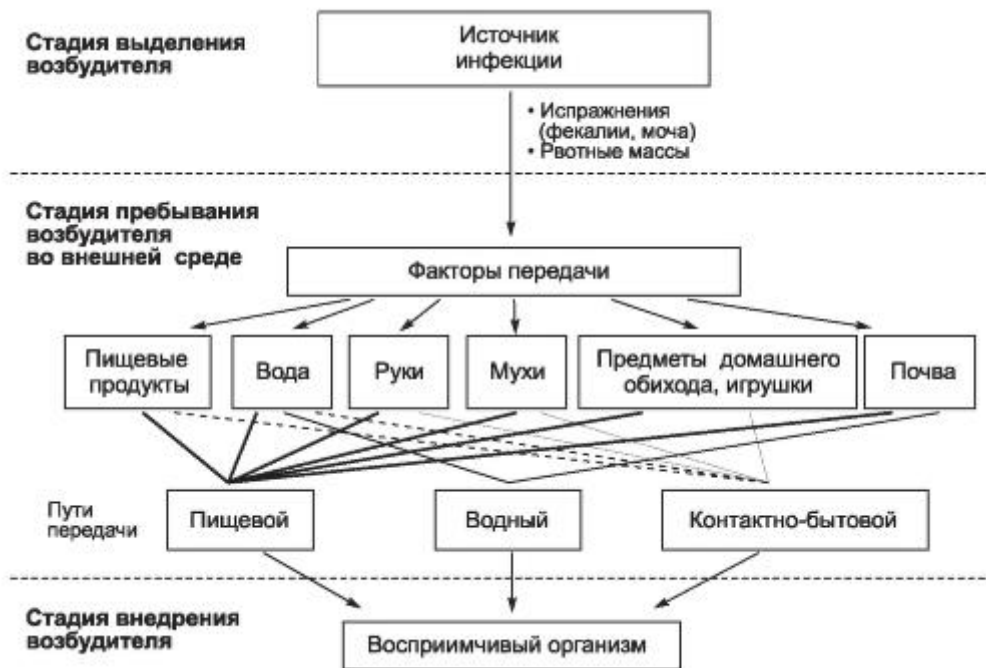 Стадия выделения
возбудителя
Источник
инфекции
• Испражнения
(фекалии, моча)
• Рвотные массы
Стадия пребывания
возбудителя
во внешней среде
Факторы передачи
Пищевые
продукты
Вода
Руки
Мухи
Предметы домашнего
обихода, игрушки
Почва
Пути
передачи
Пищевой
Водный
Контактно-бытовой
Стадия внедрения
возбудителя
Восприимчивый организм